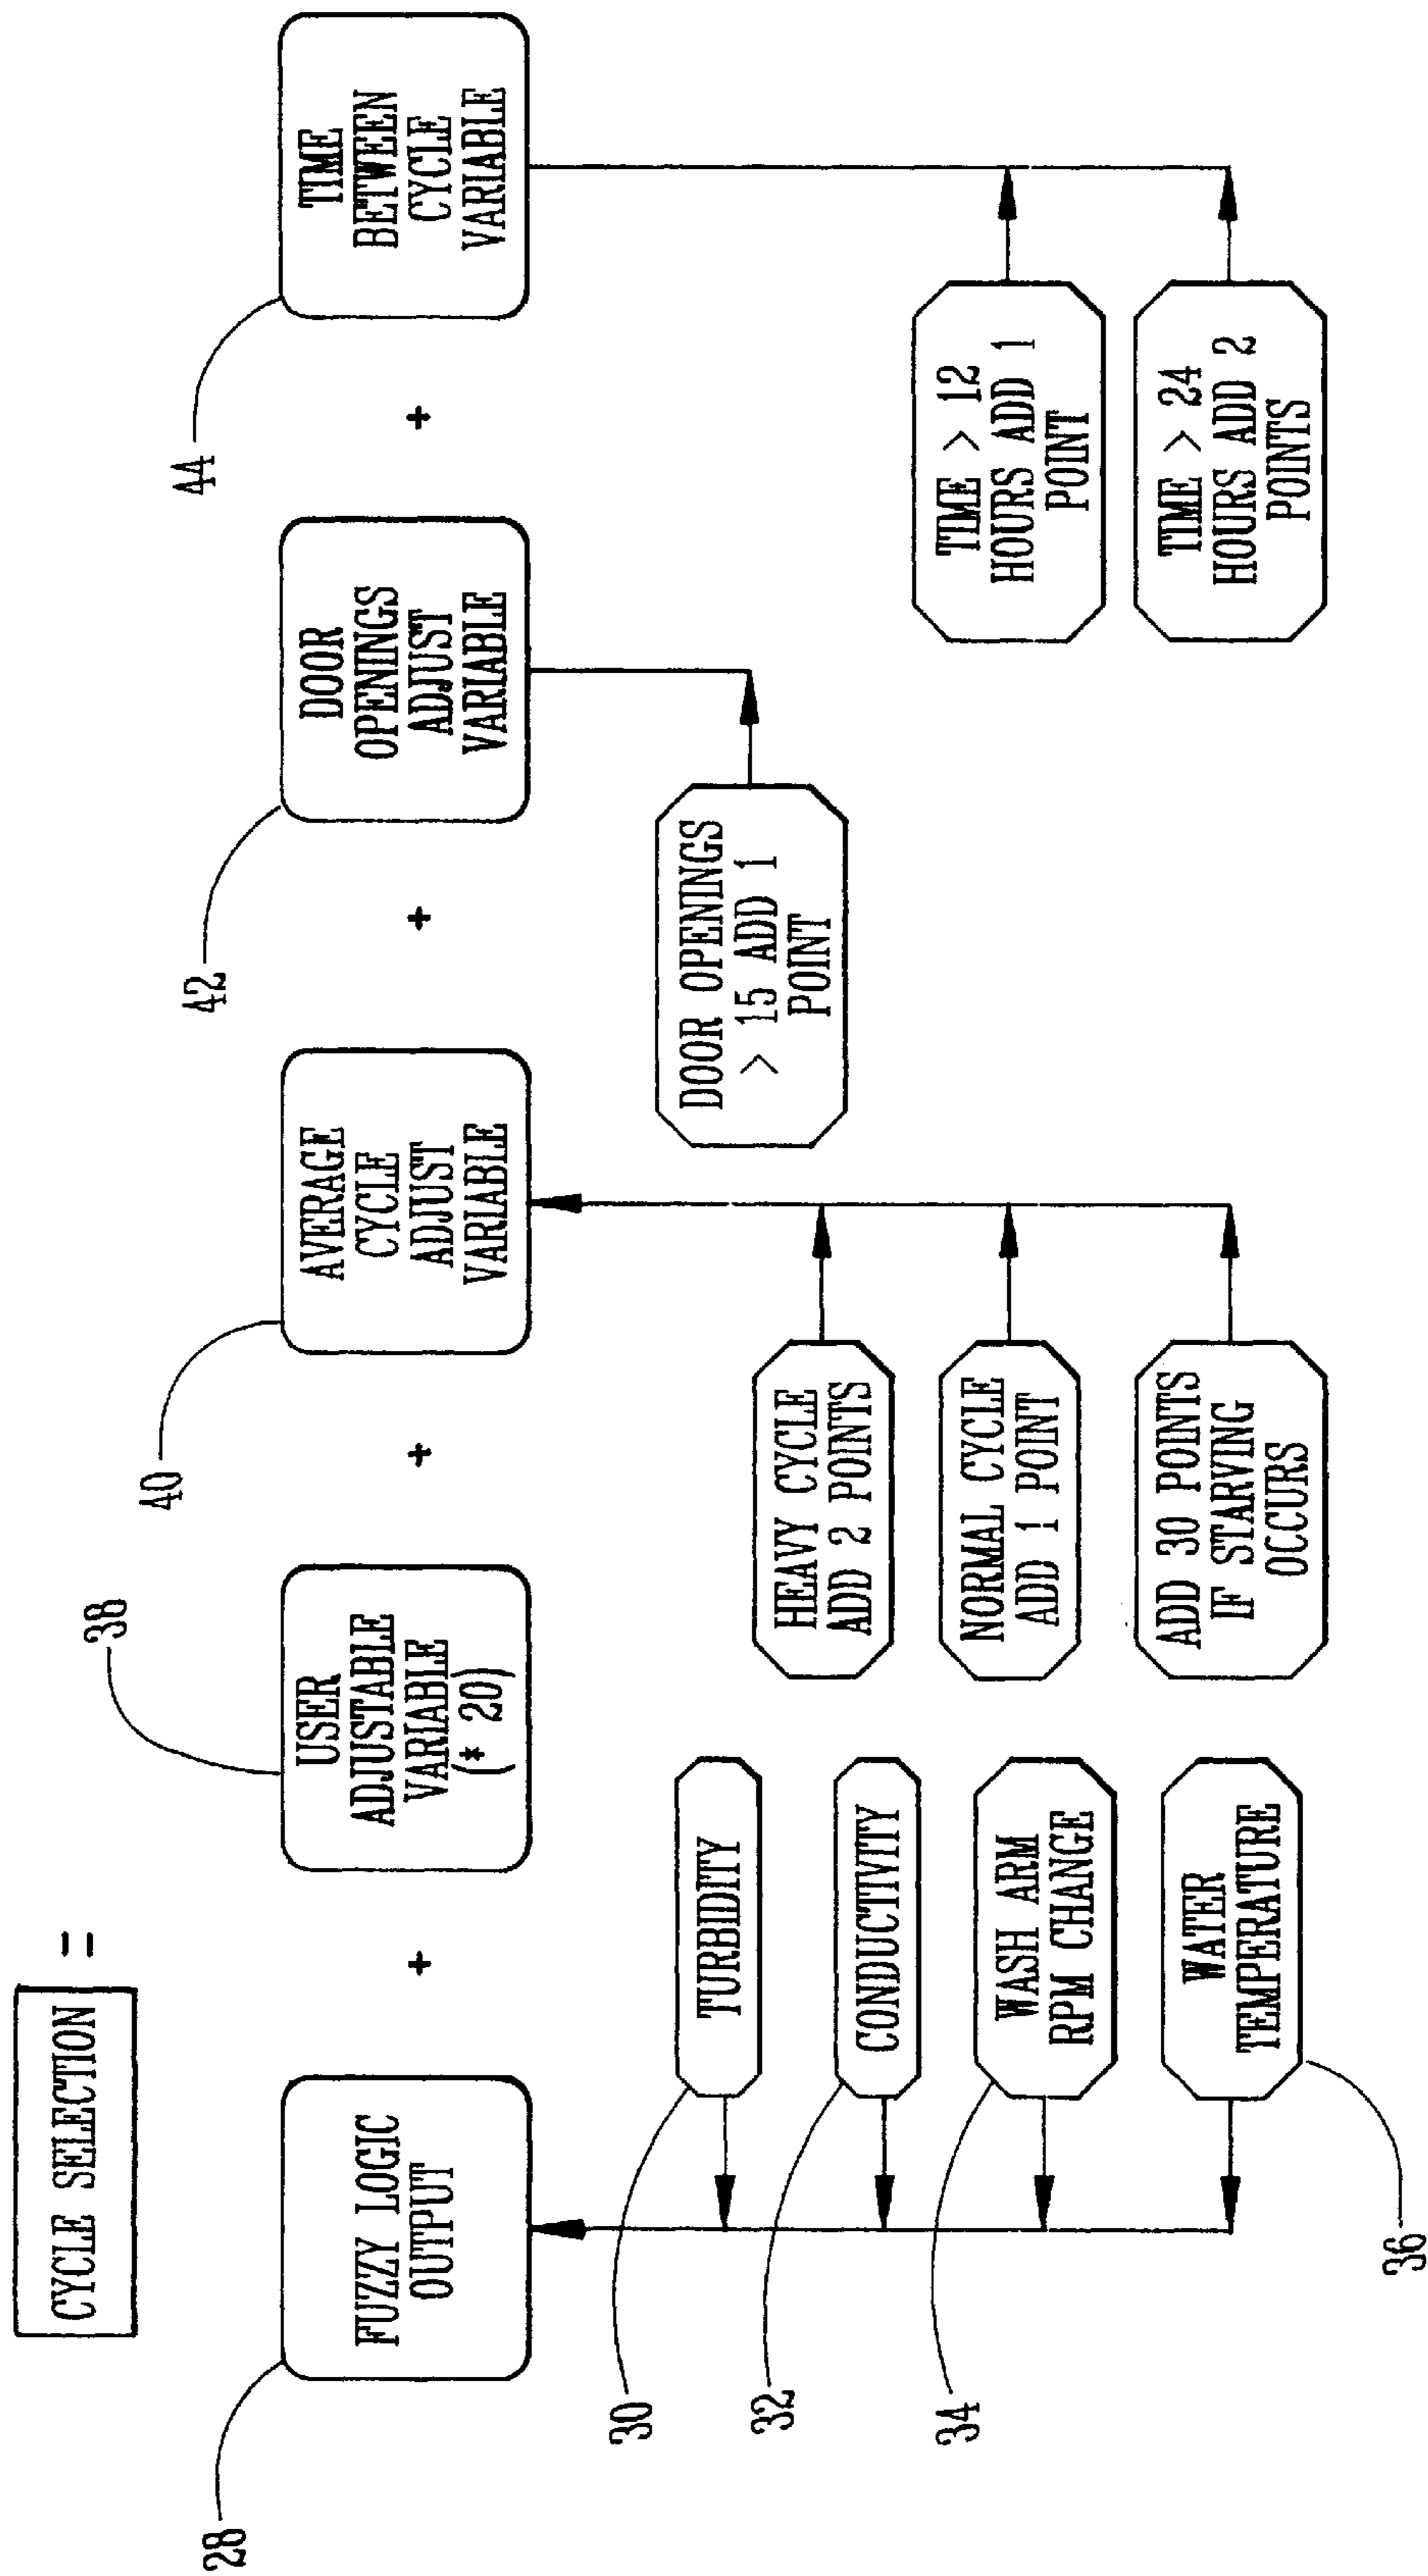 CYCLE SELECTION =
28
FUZZY LOGIC
OUTPUT
+
38
USER
ADJUSTABLE
VARIABLE
(* 20)
+
40
AVERAGE
CYCLE
ADJUST
VARIABLE
+
42
DOOR
OPENINGS
ADJUST
VARIABLE
+
44
TIME
BETWEEN
CYCLE
VARIABLE
30
TURBIDITY
32
CONDUCTIVITY
34
WASH ARM
RPM CHANGE
36
WATER
TEMPERATURE
HEAVY CYCLE
ADD 2 POINTS
NORMAL CYCLE
ADD 1 POINT
ADD 30 POINTS
IF STARVING
OCCURS
DOOR OPENINGS
> 15 ADD 1
POINT
TIME > 12
HOURS ADD 1
POINT
TIME > 24
HOURS ADD 2
POINTS